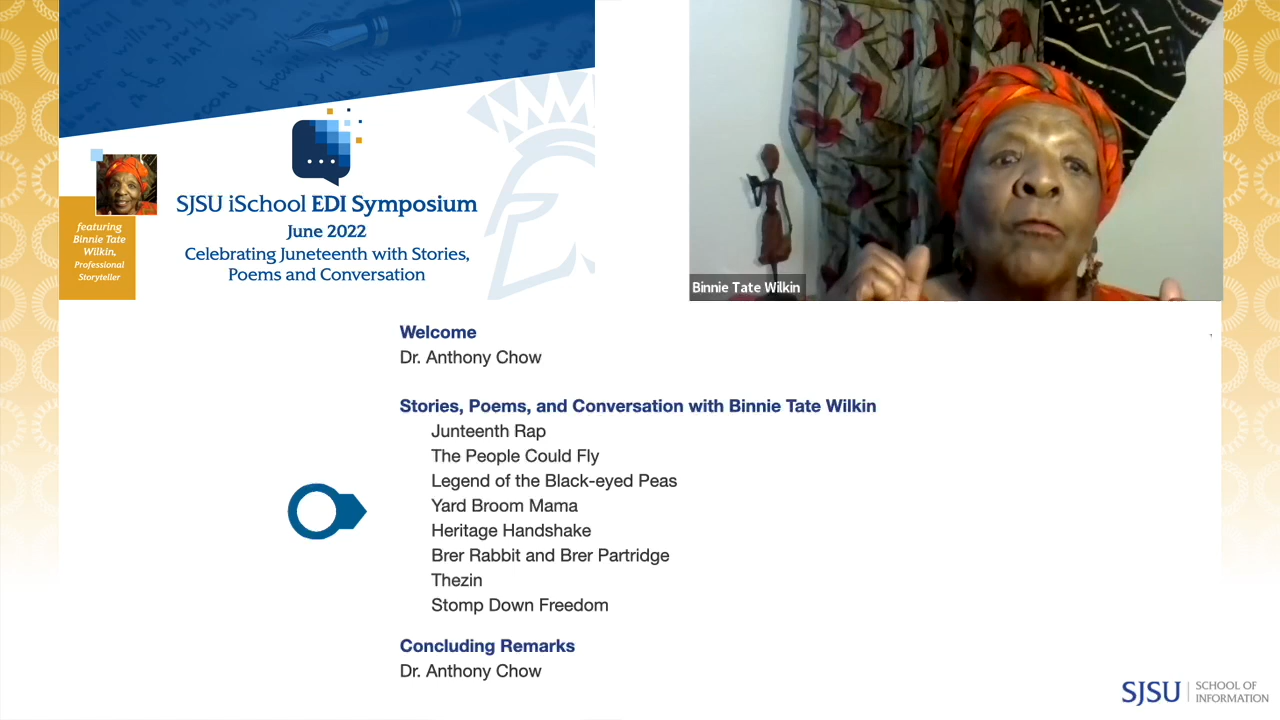 SJSU iSchool EDI Symposium
June 2022
Celebrating Juneteenth with Stories,
Poems and Conversation
featuring
Binnie Tate
Wilkin,
Professional
Storyteller
Binnie Tate Wilkin
Welcome
Dr. Anthony Chow
Stories, Poems, and Conversation with Binnie Tate Wilkin
Junteenth Rap
The People Could Fly
Legend of the Black-eyed Peas
Yard Broom Mama
Heritage Handshake
Brer Rabbit and Brer Partridge
Thezin
Stomp Down Freedom
Concluding Remarks
Dr. Anthony Chow
SJSU | SCHOOL OF
INFORMATION